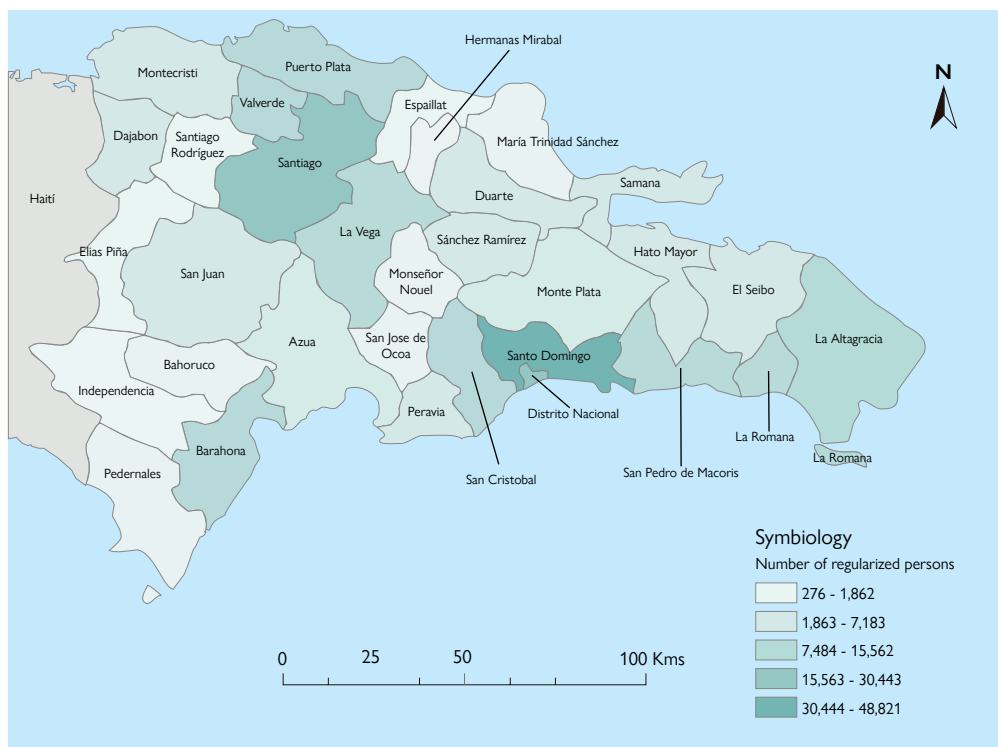 Hermanas Mirabal
Puerto Plata
Montecristi
N
Valverde
Espaillat
Dajabon
Santiago
Rodríguez
María Trinidad Sánchez
Santiago
Samana
Haití
Duarte
La Vega
Sánchez Ramírez
Elias Piña
Hato Mayor
San Juan
Monseñor
Nouel
Monte Plata
El Seibo
San Jose de
Ocoa
Azua
La Altagracia
Santo Domingo
Bahoruco
Independencia
Peravia
Distrito Nacional
La Romana
Barahona
La Romana
Pedernales
San Cristobal
San Pedro de Macoris
Symbiology
Number of regularized persons
276 - 1,862
1,863 - 7,183
7,484 - 15,562
15,563 - 30,443
30,444 - 48,821
0 25 50 100 Kms